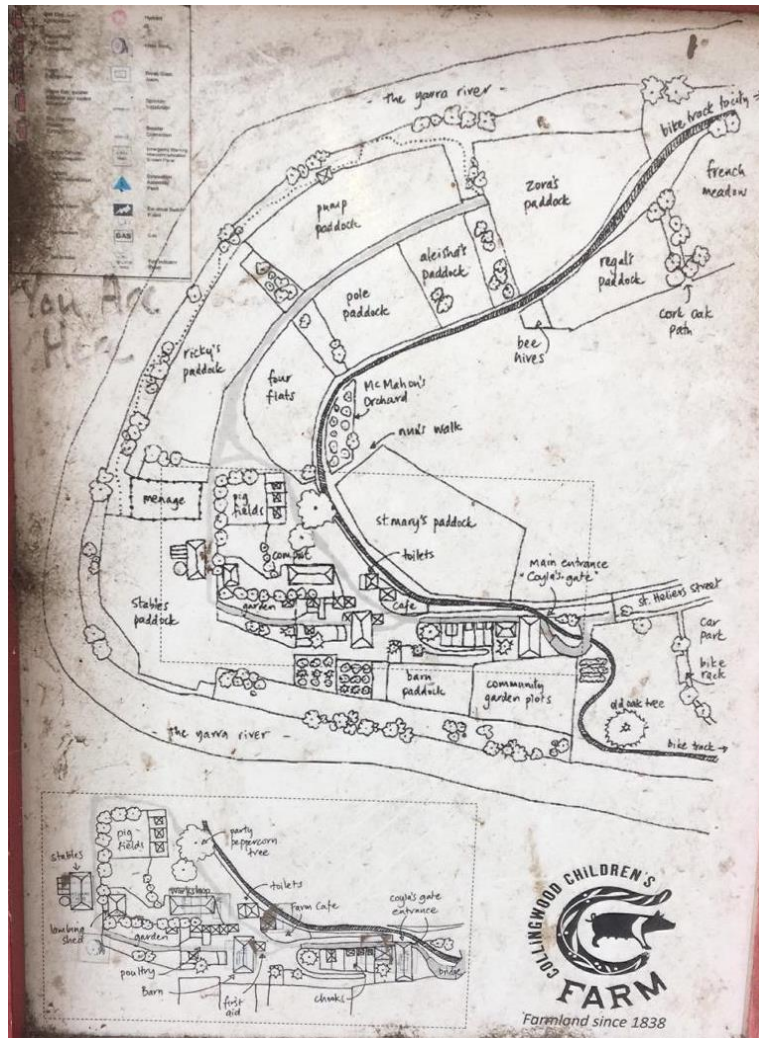 GAS
You Are
Here
- The yarra river -
bike track to city →
french
meadow
pump
paddock
zora's
paddock
aleisha's
paddock
regal's
paddock
cork oak
path
pole
paddock
bee
hives
ricky's
paddock
four
flats
McMahon's
Orchard
nun's walk
menage
pig
fields
st. mary's paddock
compost
toilets
Main entrance
"Coyla's gate"
stables
paddock
garden
cafe
st. Heliers street
car
park
bike
rack
barn
paddock
community
garden plots
old oak tree
- The yarra river -
bike track →
pig
fields
party
peppercorn
tree
stables
workshop
toilets
Farm Cafe
Coyla's gate
entrance
lambing
shed
garden
poultry
Barn
first
aid
chooks
bridge
COLLINGWOOD CHILDREN'S
FARM
Farmland since 1838